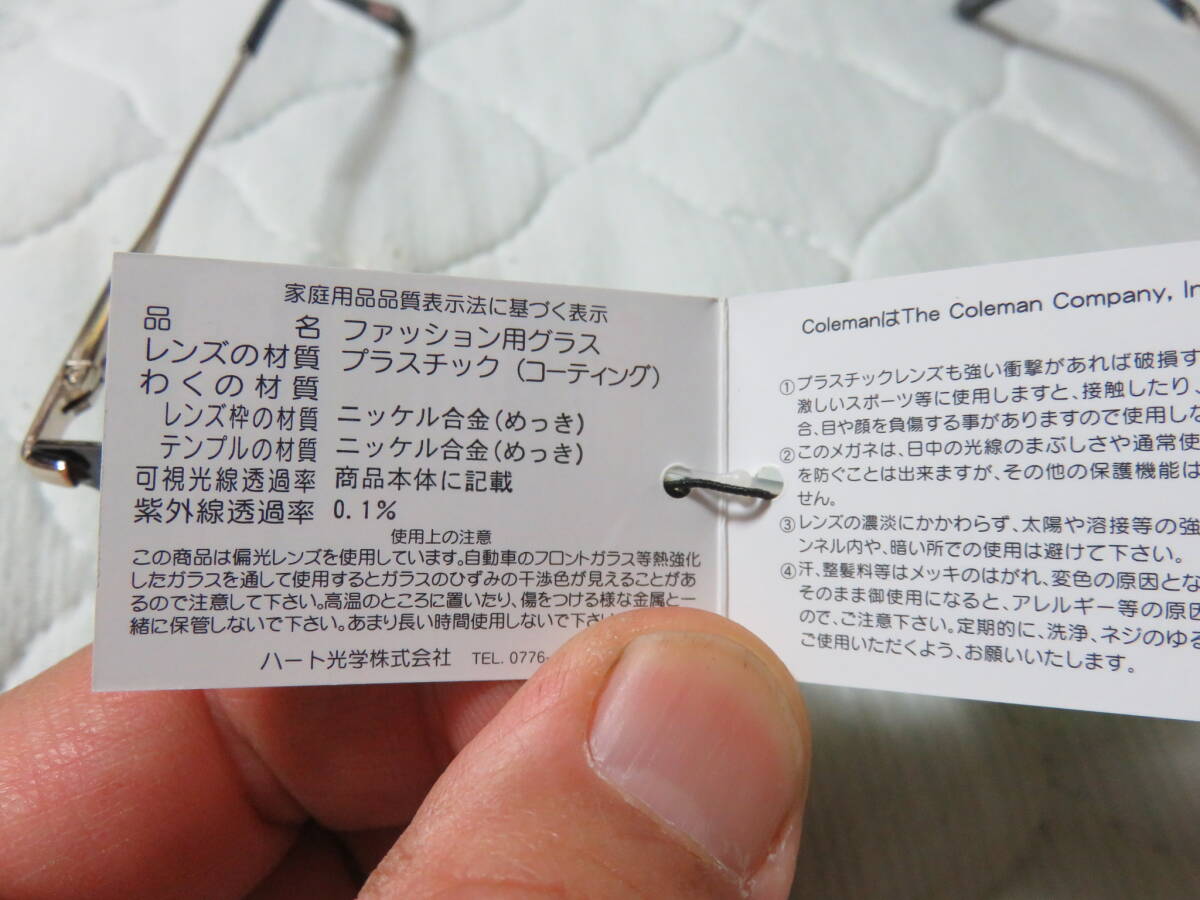 家庭用品品質表示法に基づく表示
品 名 ファッション用グラス
レンズの材質 プラスチック (コーティング)
わくの材質
レンズ枠の材質 ニッケル合金(めっき)
テンプルの材質 ニッケル合金(めっき)
可視光線透過率 商品本体に記載
紫外線透過率 0.1%
使用上の注意
この商品は偏光レンズを使用しています。自動車のフロントガラス等熱強化
したガラスを通して使用するとガラスのひずみの干渉色が見えることがあ
るので注意して下さい。高温のところに置いたり、傷をつける様な金属と一
緒に保管しないで下さい。あまり長い時間使用しないで下さ
ハート光学株式会社 TEL. 0776-
ColemanはThe Coleman Company, In
①プラスチックレンズも強い衝撃があれば破損す
激しいスポーツ等に使用しますと、接触したり、
合、目や顔を負傷する事がありますので使用しな
②このメガネは、日中の光線のまぶしさや通常使
を防ぐことは出来ますが、その他の保護機能は
せん。
③レンズの濃淡にかかわらず、太陽や溶接等の強
ンネル内や、暗い所での使用は避けて下さい。
④汗、整髪料等はメッキのはがれ、変色の原因とな
そのまま御使用になると、アレルギー等の原因
ので、ご注意下さい。定期的に、洗浄、ネジのゆる
ご使用いただくよう、お願いいたします。